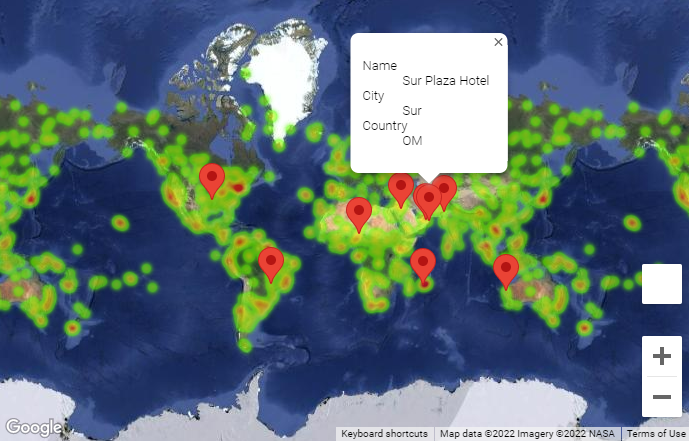 ×
Name
Sur Plaza Hotel
City
Sur
Country
OM
+
−
Google
Keyboard shortcuts
Map data ©2022 Imagery ©2022 NASA
Terms of Use